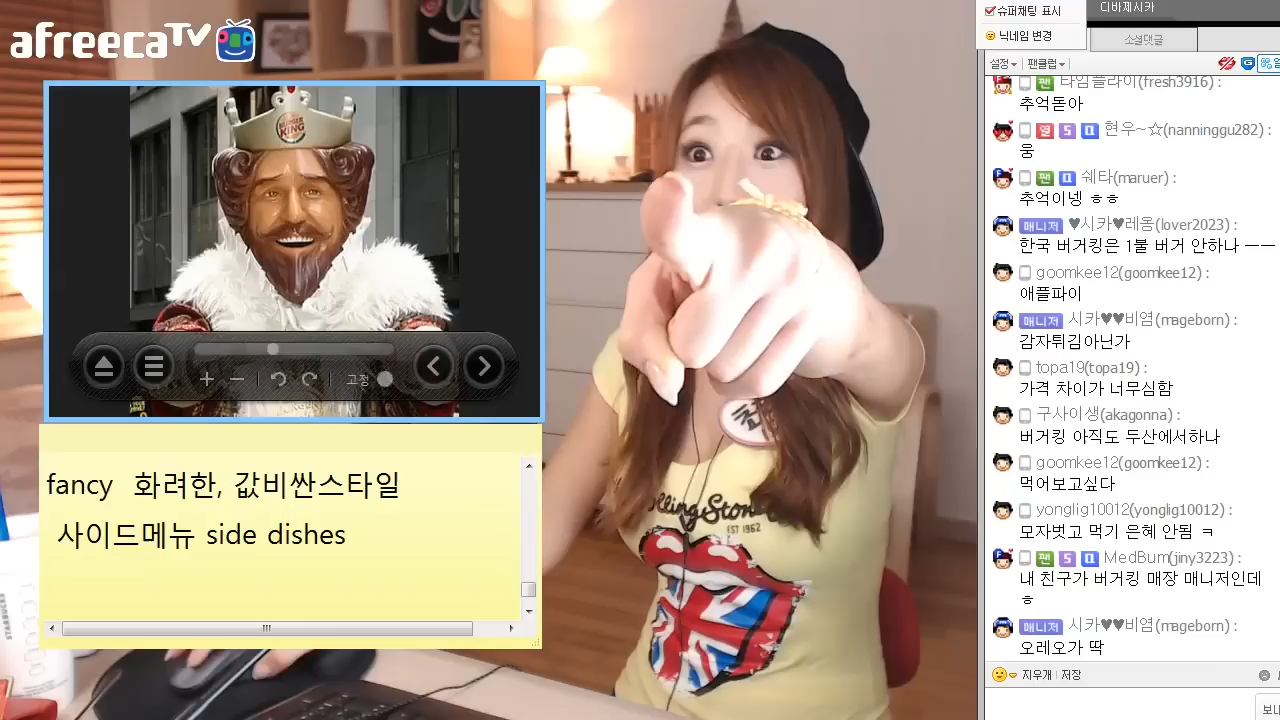 afreecaTV
BURGER
KING
고정
fancy 화려한, 값비싼스타일
사이드메뉴 side dishes
Rolling Stone
EST 1962
슈퍼채팅 표시
닉네임 변경
디바제시카
소셜댓글
설정 | 팬클럽
팬 타임플라이(fresh3916) :
추억돋아
열 S 현우~☆(nanninggu282) :
웅
팬 쉐타(maruer) :
추억이넹 ㅎㅎ
매니저 ♥시카♥레옹(lover2023) :
한국 버거킹은 1불 버거 안하나 ㅡㅡ
goomkee12(goomkee12) :
애플파이
매니저 시카♥♥비염(mageborn) :
감자튀김아닌가
topa19(topa19) :
가격 차이가 너무심함
구사이생(akagonna) :
버거킹 아직도 두산에서하나
goomkee12(goomkee12) :
먹어보고싶다
yonglig10012(yonglig10012) :
모자벗고 먹기 은혜 안됨 ㅋ
팬 S MedBum(jiny3223) :
내 친구가 버거킹 매장 매니저인데
ㅎ
매니저 시카♥♥비염(mageborn) :
오레오가 딱
지우개 | 저장
보니